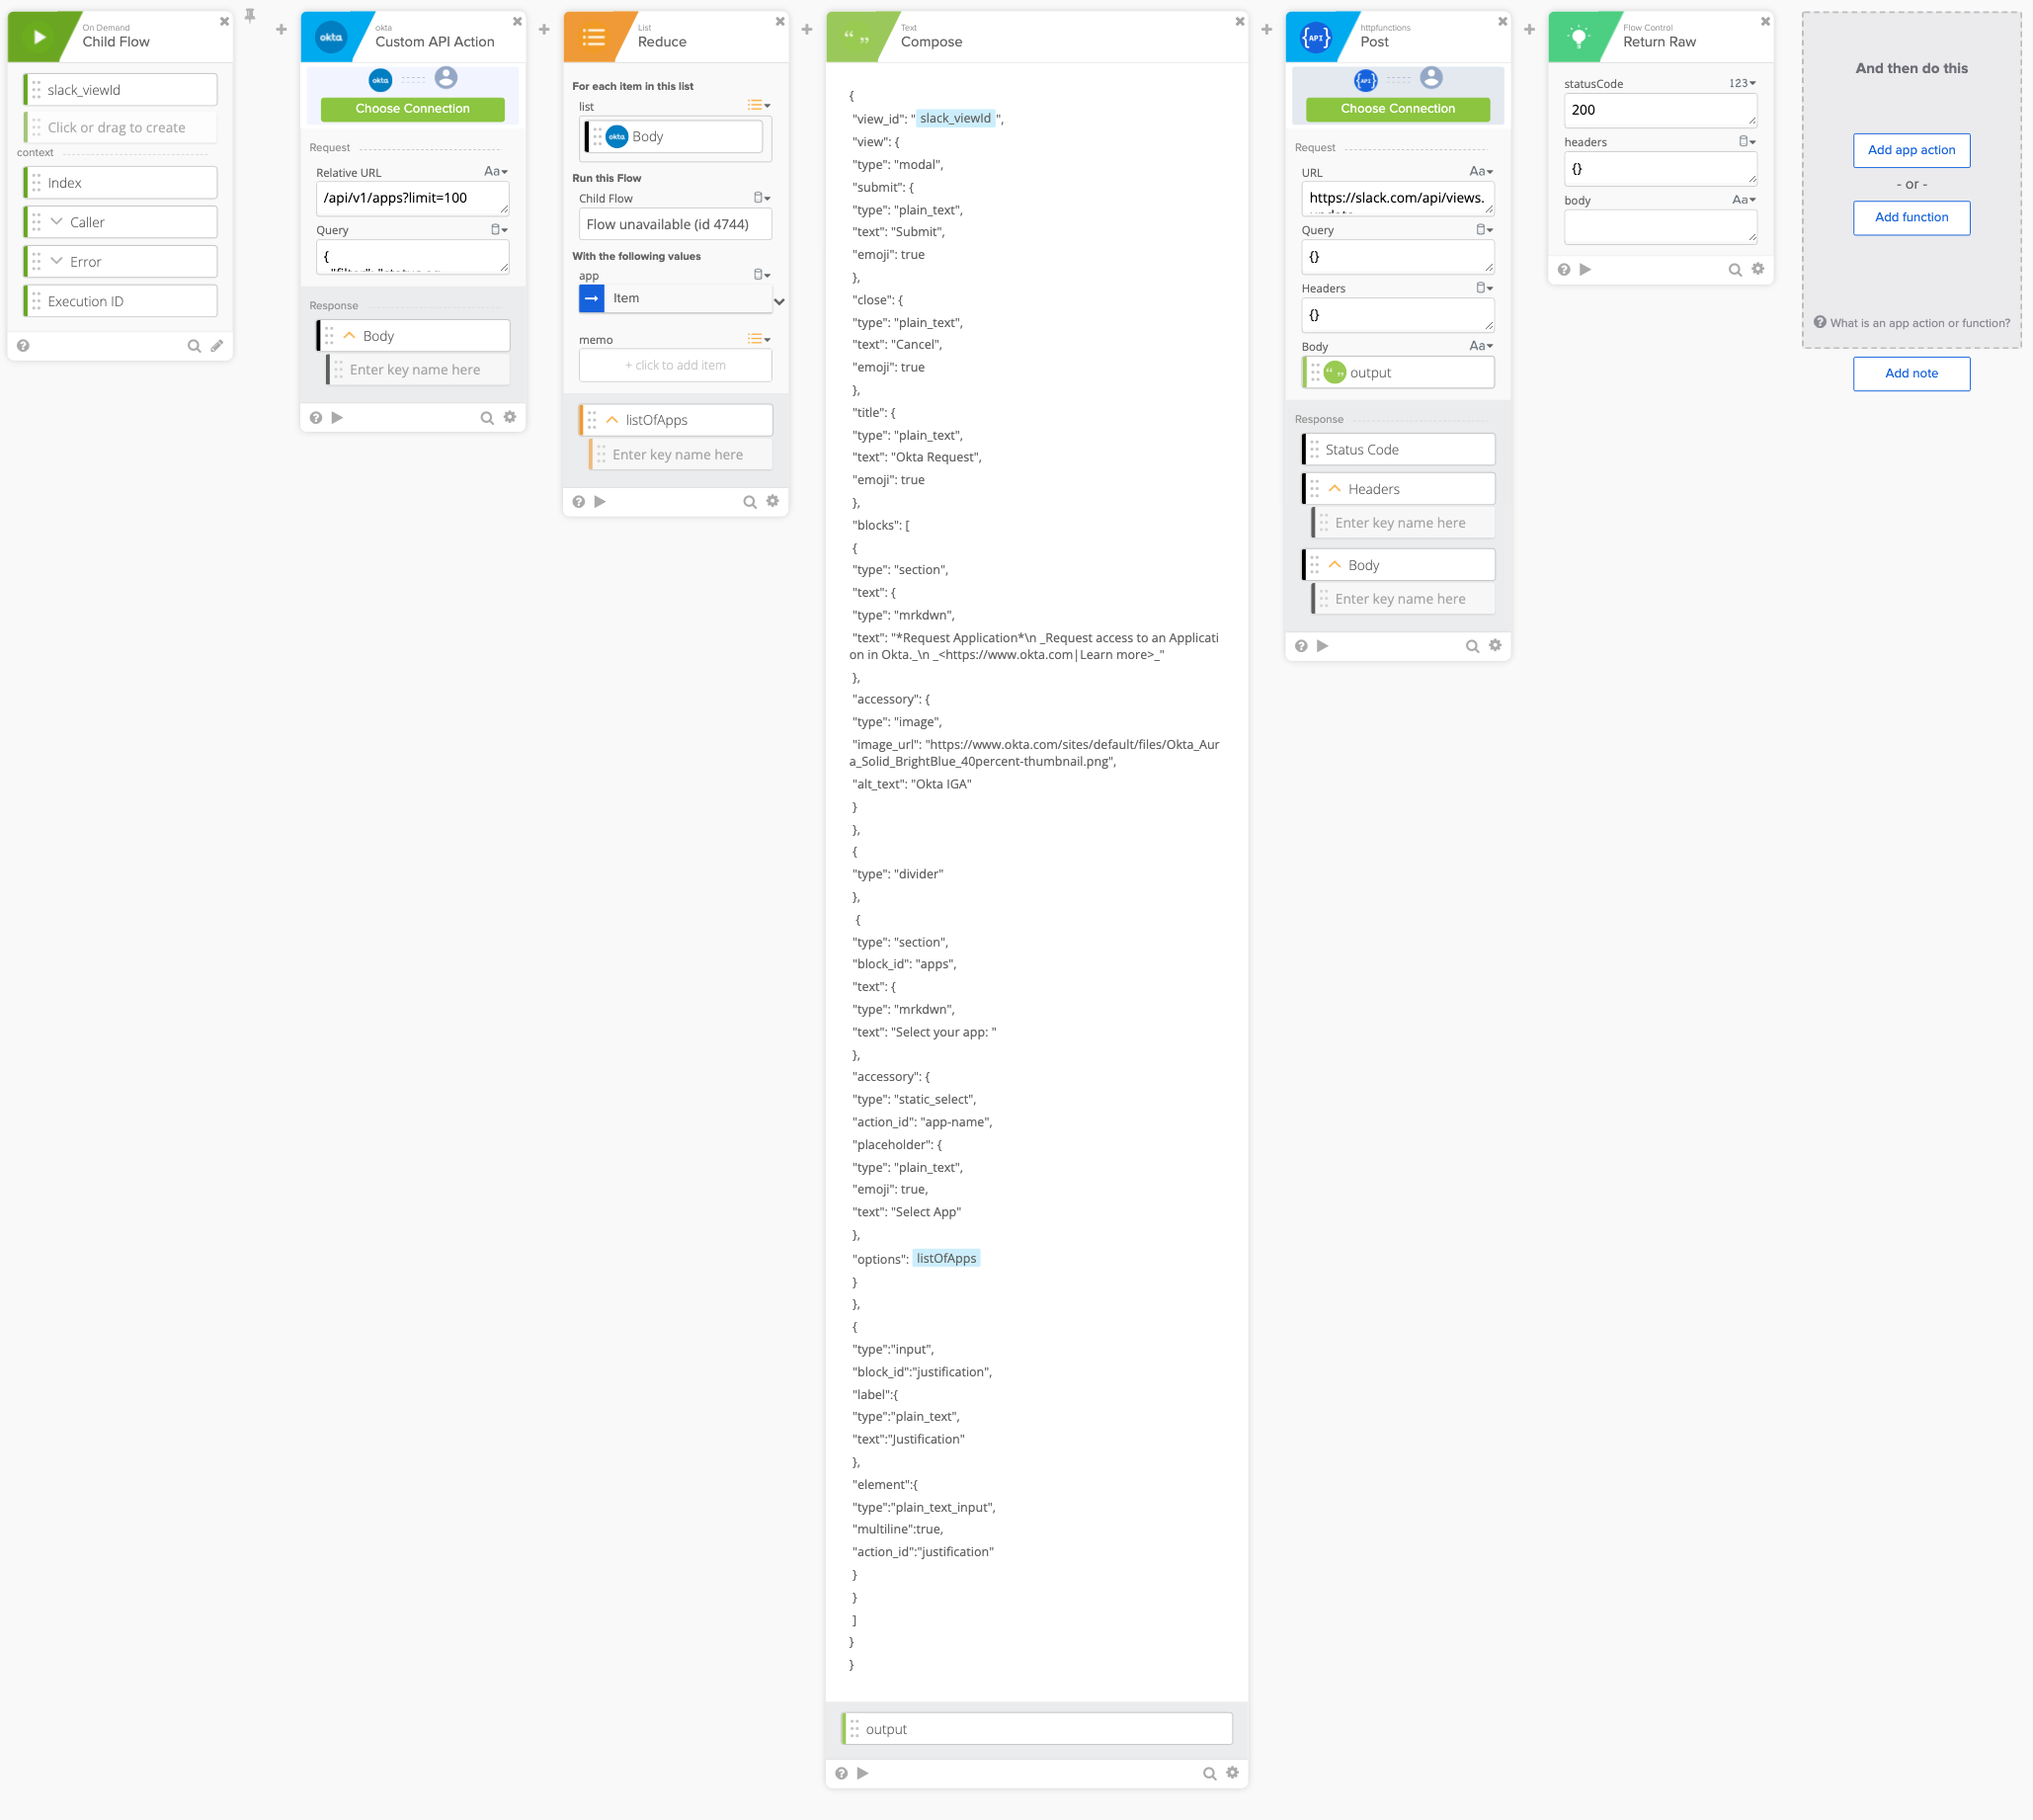 On Demand
Child Flow
slack_viewId
Click or drag to create
context
Index
Caller
Error
Execution ID
okta
okta
Custom API Action
okta
Choose Connection
Request
Relative URL
Aa
/api/v1/apps?limit=100
Query
{
Response
Body
Enter key name here
List
Reduce
For each item in this list
list
okta
Body
Run this Flow
Child Flow
Flow unavailable (id 4744)
With the following values
app
Item
memo
+ click to add item
listOfApps
Enter key name here
Text
Compose
{
"view_id": " slack_viewId ",
"view": {
"type": "modal",
"submit": {
"type": "plain_text",
"text": "Submit",
"emoji": true
},
"close": {
"type": "plain_text",
"text": "Cancel",
"emoji": true
},
"title": {
"type": "plain_text",
"text": "Okta Request",
"emoji": true
},
"blocks": [
{
"type": "section",
"text": {
"type": "mrkdwn",
"text": "*Request Application*\n _Request access to an Applicati
on in Okta._\n _<https://www.okta.com|Learn more>_"
},
"accessory": {
"type": "image",
"image_url": "https://www.okta.com/sites/default/files/Okta_Aur
a_Solid_BrightBlue_40percent-thumbnail.png",
"alt_text": "Okta IGA"
}
},
{
"type": "divider"
},
{
"type": "section",
"block_id": "apps",
"text": {
"type": "mrkdwn",
"text": "Select your app: "
},
"accessory": {
"type": "static_select",
"action_id": "app-name",
"placeholder": {
"type": "plain_text",
"emoji": true,
"text": "Select App"
},
"options": listOfApps
}
},
{
"type":"input",
"block_id":"justification",
"label":{
"type":"plain_text",
"text":"Justification"
},
"element":{
"type":"plain_text_input",
"multiline":true,
"action_id":"justification"
}
}
]
}
}
output
{API}
httpfunctions
Post
{API}
Choose Connection
Request
URL
Aa
https://slack.com/api/views.
Query
{}
Headers
{}
Body
Aa
output
Response
Status Code
Headers
Enter key name here
Body
Enter key name here
Flow Control
Return Raw
statusCode
123
200
headers
{}
body
Aa
And then do this
Add app action
- or -
Add function
What is an app action or function?
Add note